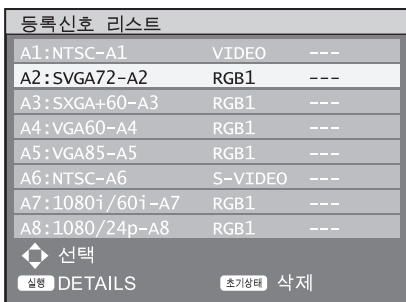 등록신호 리스트
A1:NTSC-A1 VIDEO ---
A2:SVGA72-A2 RGB1 ---
A3:SXGA+60-A3 RGB1 ---
A4:VGA60-A4 RGB1 ---
A5:VGA85-A5 RGB1 ---
A6:NTSC-A6 S-VIDEO ---
A7:1080i/60i-A7 RGB1 ---
A8:1080/24p-A8 RGB1 ---
선택
실행 DETAILS 초기상태 삭제